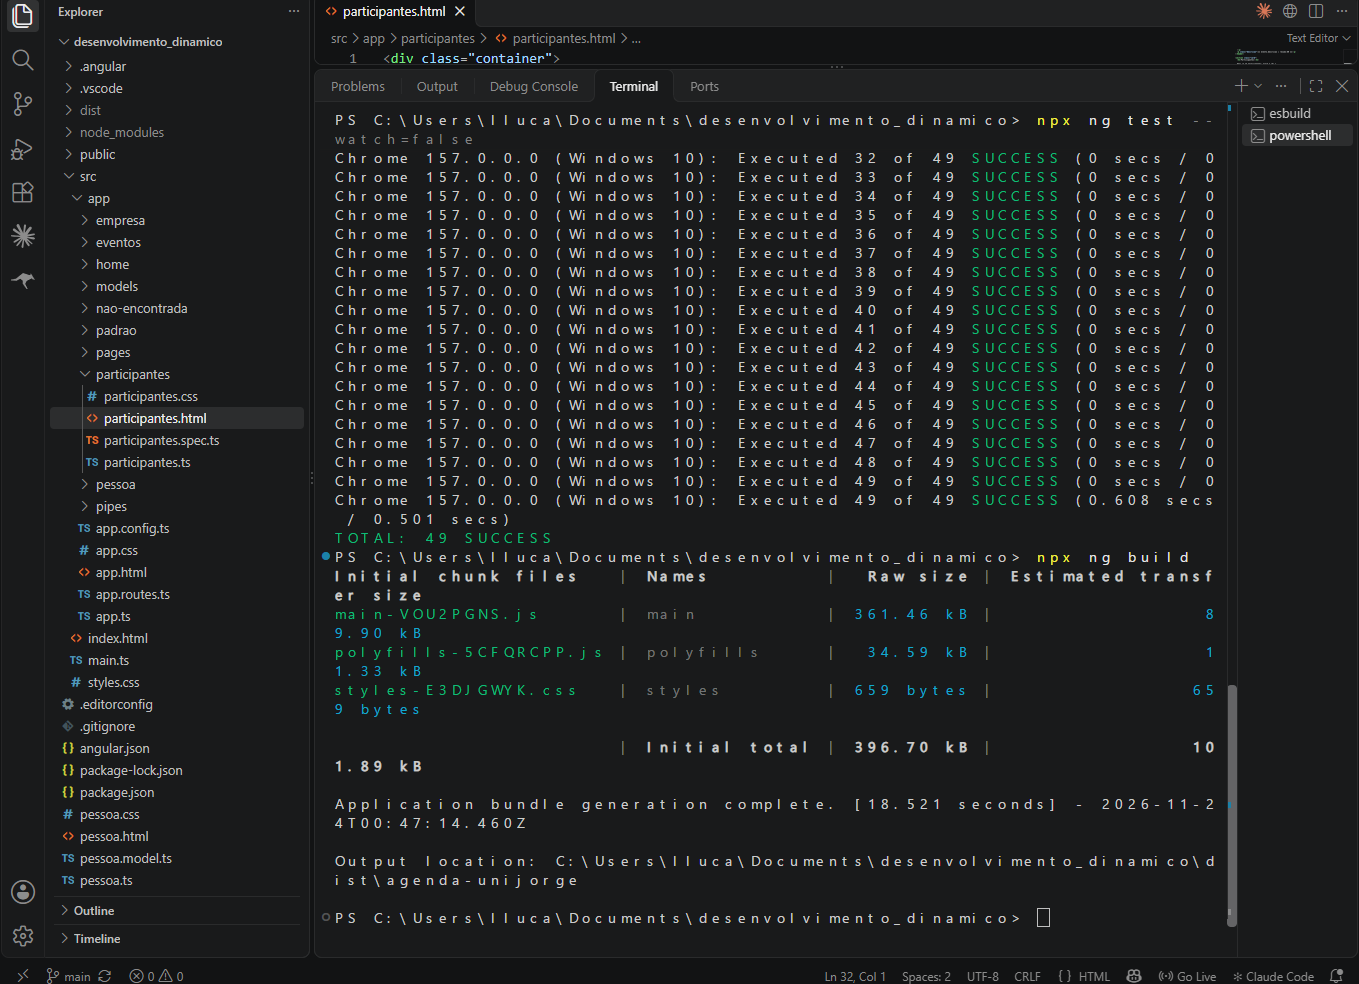 Explorer
desenvolvimento_dinamico
.angular
.vscode
dist
node_modules
public
src
app
empresa
eventos
home
models
nao-encontrada
padrao
pages
participantes
participantes.css
participantes.html
participantes.spec.ts
participantes.ts
pessoa
pipes
app.config.ts
app.css
app.html
app.routes.ts
app.ts
index.html
main.ts
styles.css
.editorconfig
.gitignore
angular.json
package-lock.json
package.json
pessoa.css
pessoa.html
pessoa.model.ts
pessoa.ts
Outline
Timeline
participantes.html
src > app > participantes > participantes.html > ...
Text Editor
1 <div class="container">
Problems Output Debug Console Terminal Ports
esbuild
powershell
PS C:\Users\lluca\Documents\desenvolvimento_dinamico> npx ng test --
watch=false
Chrome 157.0.0.0 (Windows 10): Executed 32 of 49 SUCCESS (0 secs / 0
Chrome 157.0.0.0 (Windows 10): Executed 33 of 49 SUCCESS (0 secs / 0
Chrome 157.0.0.0 (Windows 10): Executed 34 of 49 SUCCESS (0 secs / 0
Chrome 157.0.0.0 (Windows 10): Executed 35 of 49 SUCCESS (0 secs / 0
Chrome 157.0.0.0 (Windows 10): Executed 36 of 49 SUCCESS (0 secs / 0
Chrome 157.0.0.0 (Windows 10): Executed 37 of 49 SUCCESS (0 secs / 0
Chrome 157.0.0.0 (Windows 10): Executed 38 of 49 SUCCESS (0 secs / 0
Chrome 157.0.0.0 (Windows 10): Executed 39 of 49 SUCCESS (0 secs / 0
Chrome 157.0.0.0 (Windows 10): Executed 40 of 49 SUCCESS (0 secs / 0
Chrome 157.0.0.0 (Windows 10): Executed 41 of 49 SUCCESS (0 secs / 0
Chrome 157.0.0.0 (Windows 10): Executed 42 of 49 SUCCESS (0 secs / 0
Chrome 157.0.0.0 (Windows 10): Executed 43 of 49 SUCCESS (0 secs / 0
Chrome 157.0.0.0 (Windows 10): Executed 44 of 49 SUCCESS (0 secs / 0
Chrome 157.0.0.0 (Windows 10): Executed 45 of 49 SUCCESS (0 secs / 0
Chrome 157.0.0.0 (Windows 10): Executed 46 of 49 SUCCESS (0 secs / 0
Chrome 157.0.0.0 (Windows 10): Executed 47 of 49 SUCCESS (0 secs / 0
Chrome 157.0.0.0 (Windows 10): Executed 48 of 49 SUCCESS (0 secs / 0
Chrome 157.0.0.0 (Windows 10): Executed 49 of 49 SUCCESS (0 secs / 0
Chrome 157.0.0.0 (Windows 10): Executed 49 of 49 SUCCESS (0.608 secs
/ 0.501 secs)
TOTAL: 49 SUCCESS
PS C:\Users\lluca\Documents\desenvolvimento_dinamico> npx ng build
Initial chunk files | Names | Raw size | Estimated transf
er size
main-VOU2PGNS.js | main | 361.46 kB | 8
9.90 kB
polyfills-5CFQRCPP.js | polyfills | 34.59 kB | 1
1.33 kB
styles-E3DJGWYK.css | styles | 659 bytes | 65
9 bytes
| Initial total | 396.70 kB | 10
1.89 kB
Application bundle generation complete. [18.521 seconds] - 2026-11-2
4T00:47:14.460Z
Output location: C:\Users\lluca\Documents\desenvolvimento_dinamico\d
ist\agenda-unijorge
PS C:\Users\lluca\Documents\desenvolvimento_dinamico>
main 0 0 Ln 32, Col 1 Spaces: 2 UTF-8 CRLF {} HTML Go Live Claude Code